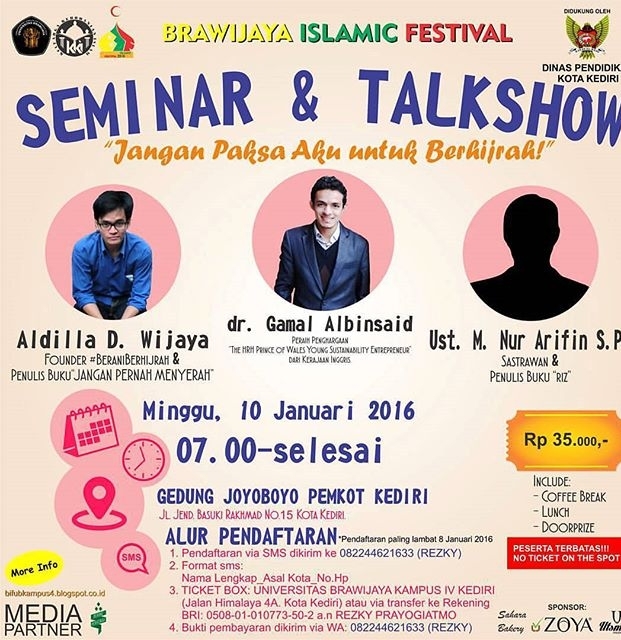 BRAWIJAYA ISLAMIC FESTIVAL
DIDUKUNG OLEH
DINAS PENDIDIK
KOTA KEDIRI
SEMINAR & TALKSHOW
"Jangan Paksa Aku untuk Berhijrah!"
Aldilla D. Wijaya
FOUNDER #BERANIBERHIJRAH &
PENULIS BUKU"JANGAN PERNAH MENYERAH"
dr. Gamal Albinsaid
PERAIH PENGHARGAAN
"THE HRH PRINCE OF WALES YOUNG SUSTAINABILITY ENTREPRENEUR"
DARI KERAJAAN INGGRIS.
Ust. M. Nur Arifin S.P
SASTRAWAN &
PENULIS BUKU "RIZ"
Minggu, 10 Januari 2016
07.00-selesai
GEDUNG JOYOBOYO PEMKOT KEDIRI
JL. JEND. BASUKI RAKHMAD NO.15 KOTA KEDIRI.
Rp 35.000,-
INCLUDE:
- COFFEE BREAK
- LUNCH
- DOORPRIZE
PESERTA TERBATAS!!!
NO TICKET ON THE SPOT
ALUR PENDAFTARAN *Pendaftaran paling lambat 8 Januari 2016
SMS
1. Pendaftaran via SMS dikirim ke 082244621633 (REZKY)
2. Format sms:
Nama Lengkap_Asal Kota_No.Hp
3. TICKET BOX: UNIVERSITAS BRAWIJAYA KAMPUS IV KEDIRI
(Jalan Himalaya 4A. Kota Kediri) atau via transfer ke Rekening
BRI: 0508-01-010773-50-2 a.n REZKY PRAYOGIATMO
4. Bukti pembayaran dikirim via WA: 082244621633 (REZKY)
More Info
bifubkampus4.blogspot.co.id
MEDIA
PARTNER
SPONSOR:
Sahara
Bakery
ZOYA